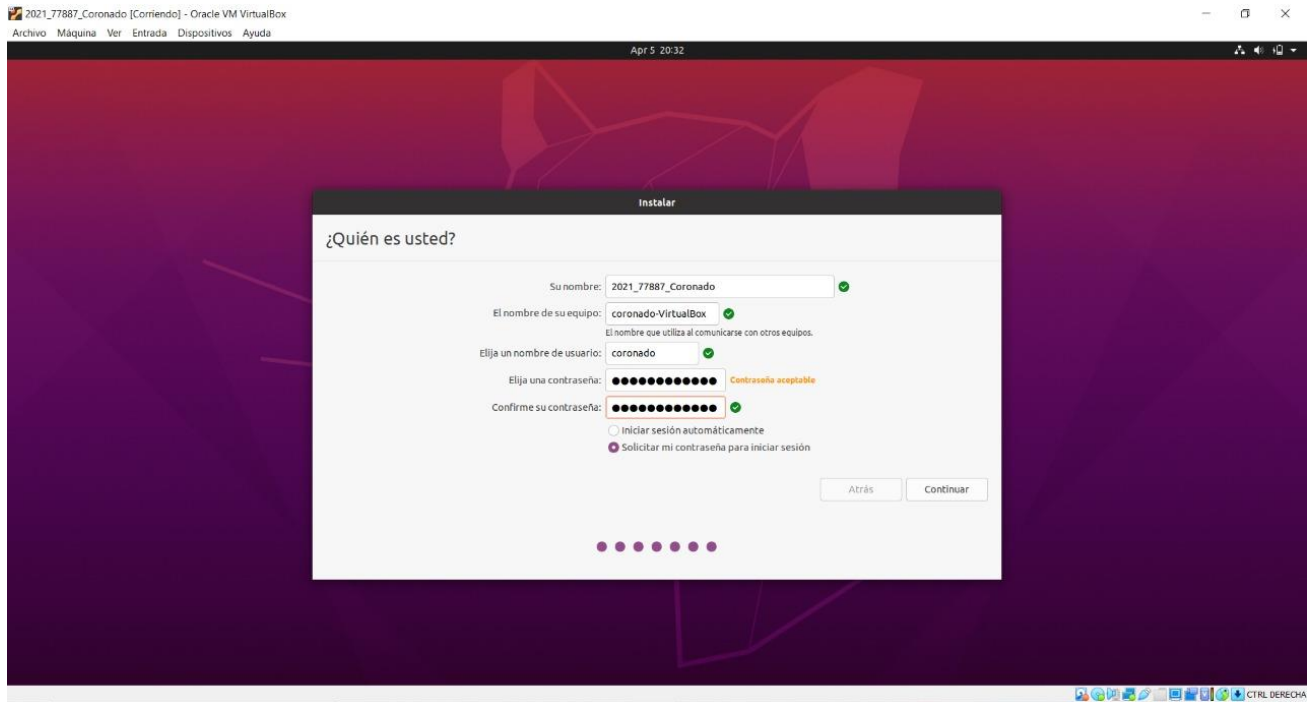 2021_77887_Coronado [Corriendo] - Oracle VM VirtualBox
Archivo Máquina Ver Entrada Dispositivos Ayuda
Apr 5 20:32
Instalar
¿Quién es usted?
Su nombre: 2021_77887_Coronado
El nombre de su equipo: coronado-VirtualBox
El nombre que utiliza al comunicarse con otros equipos.
Elija un nombre de usuario: coronado
Elija una contraseña: ●●●●●●●●●●●● Contraseña aceptable
Confirme su contraseña: ●●●●●●●●●●●●
Iniciar sesión automáticamente
Solicitar mi contraseña para iniciar sesión
Atrás Continuar
CTRL DERECHA